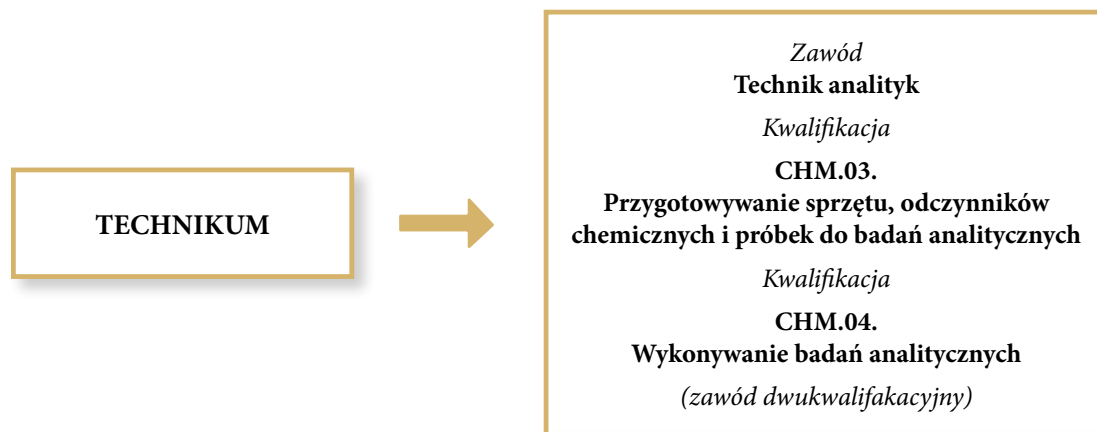 TECHNIKUM
Zawód
Technik analityk
Kwalifikacja
CHM.03.
Przygotowywanie sprzętu, odczynników
chemicznych i próbek do badań analitycznych
Kwalifikacja
CHM.04.
Wykonywanie badań analitycznych
(zawód dwukwalifakacyjny)